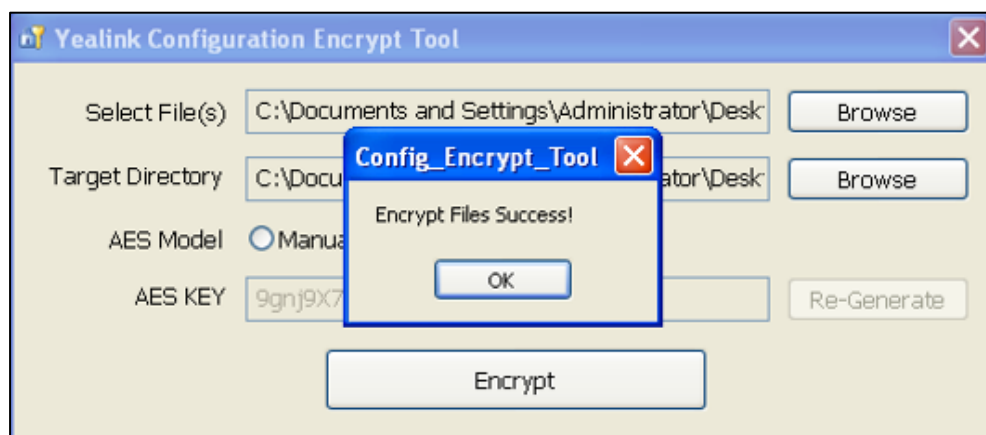 Yealink Configuration Encrypt Tool
Select File(s) C:\Documents and Settings\Administrator\Desk Browse
Config_Encrypt_Tool
Target Directory C:\Docu ator\Desk Browse
Encrypt Files Success!
AES Model Manua
OK
AES KEY 9gnj9X7 Re-Generate
Encrypt